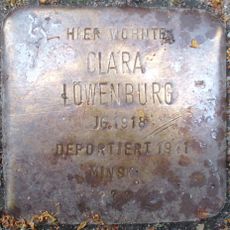 HIER WOHNTE
CLARA
LÖWENBURG
JG. 1918
DEPORTIERT 1941
MINSK
?